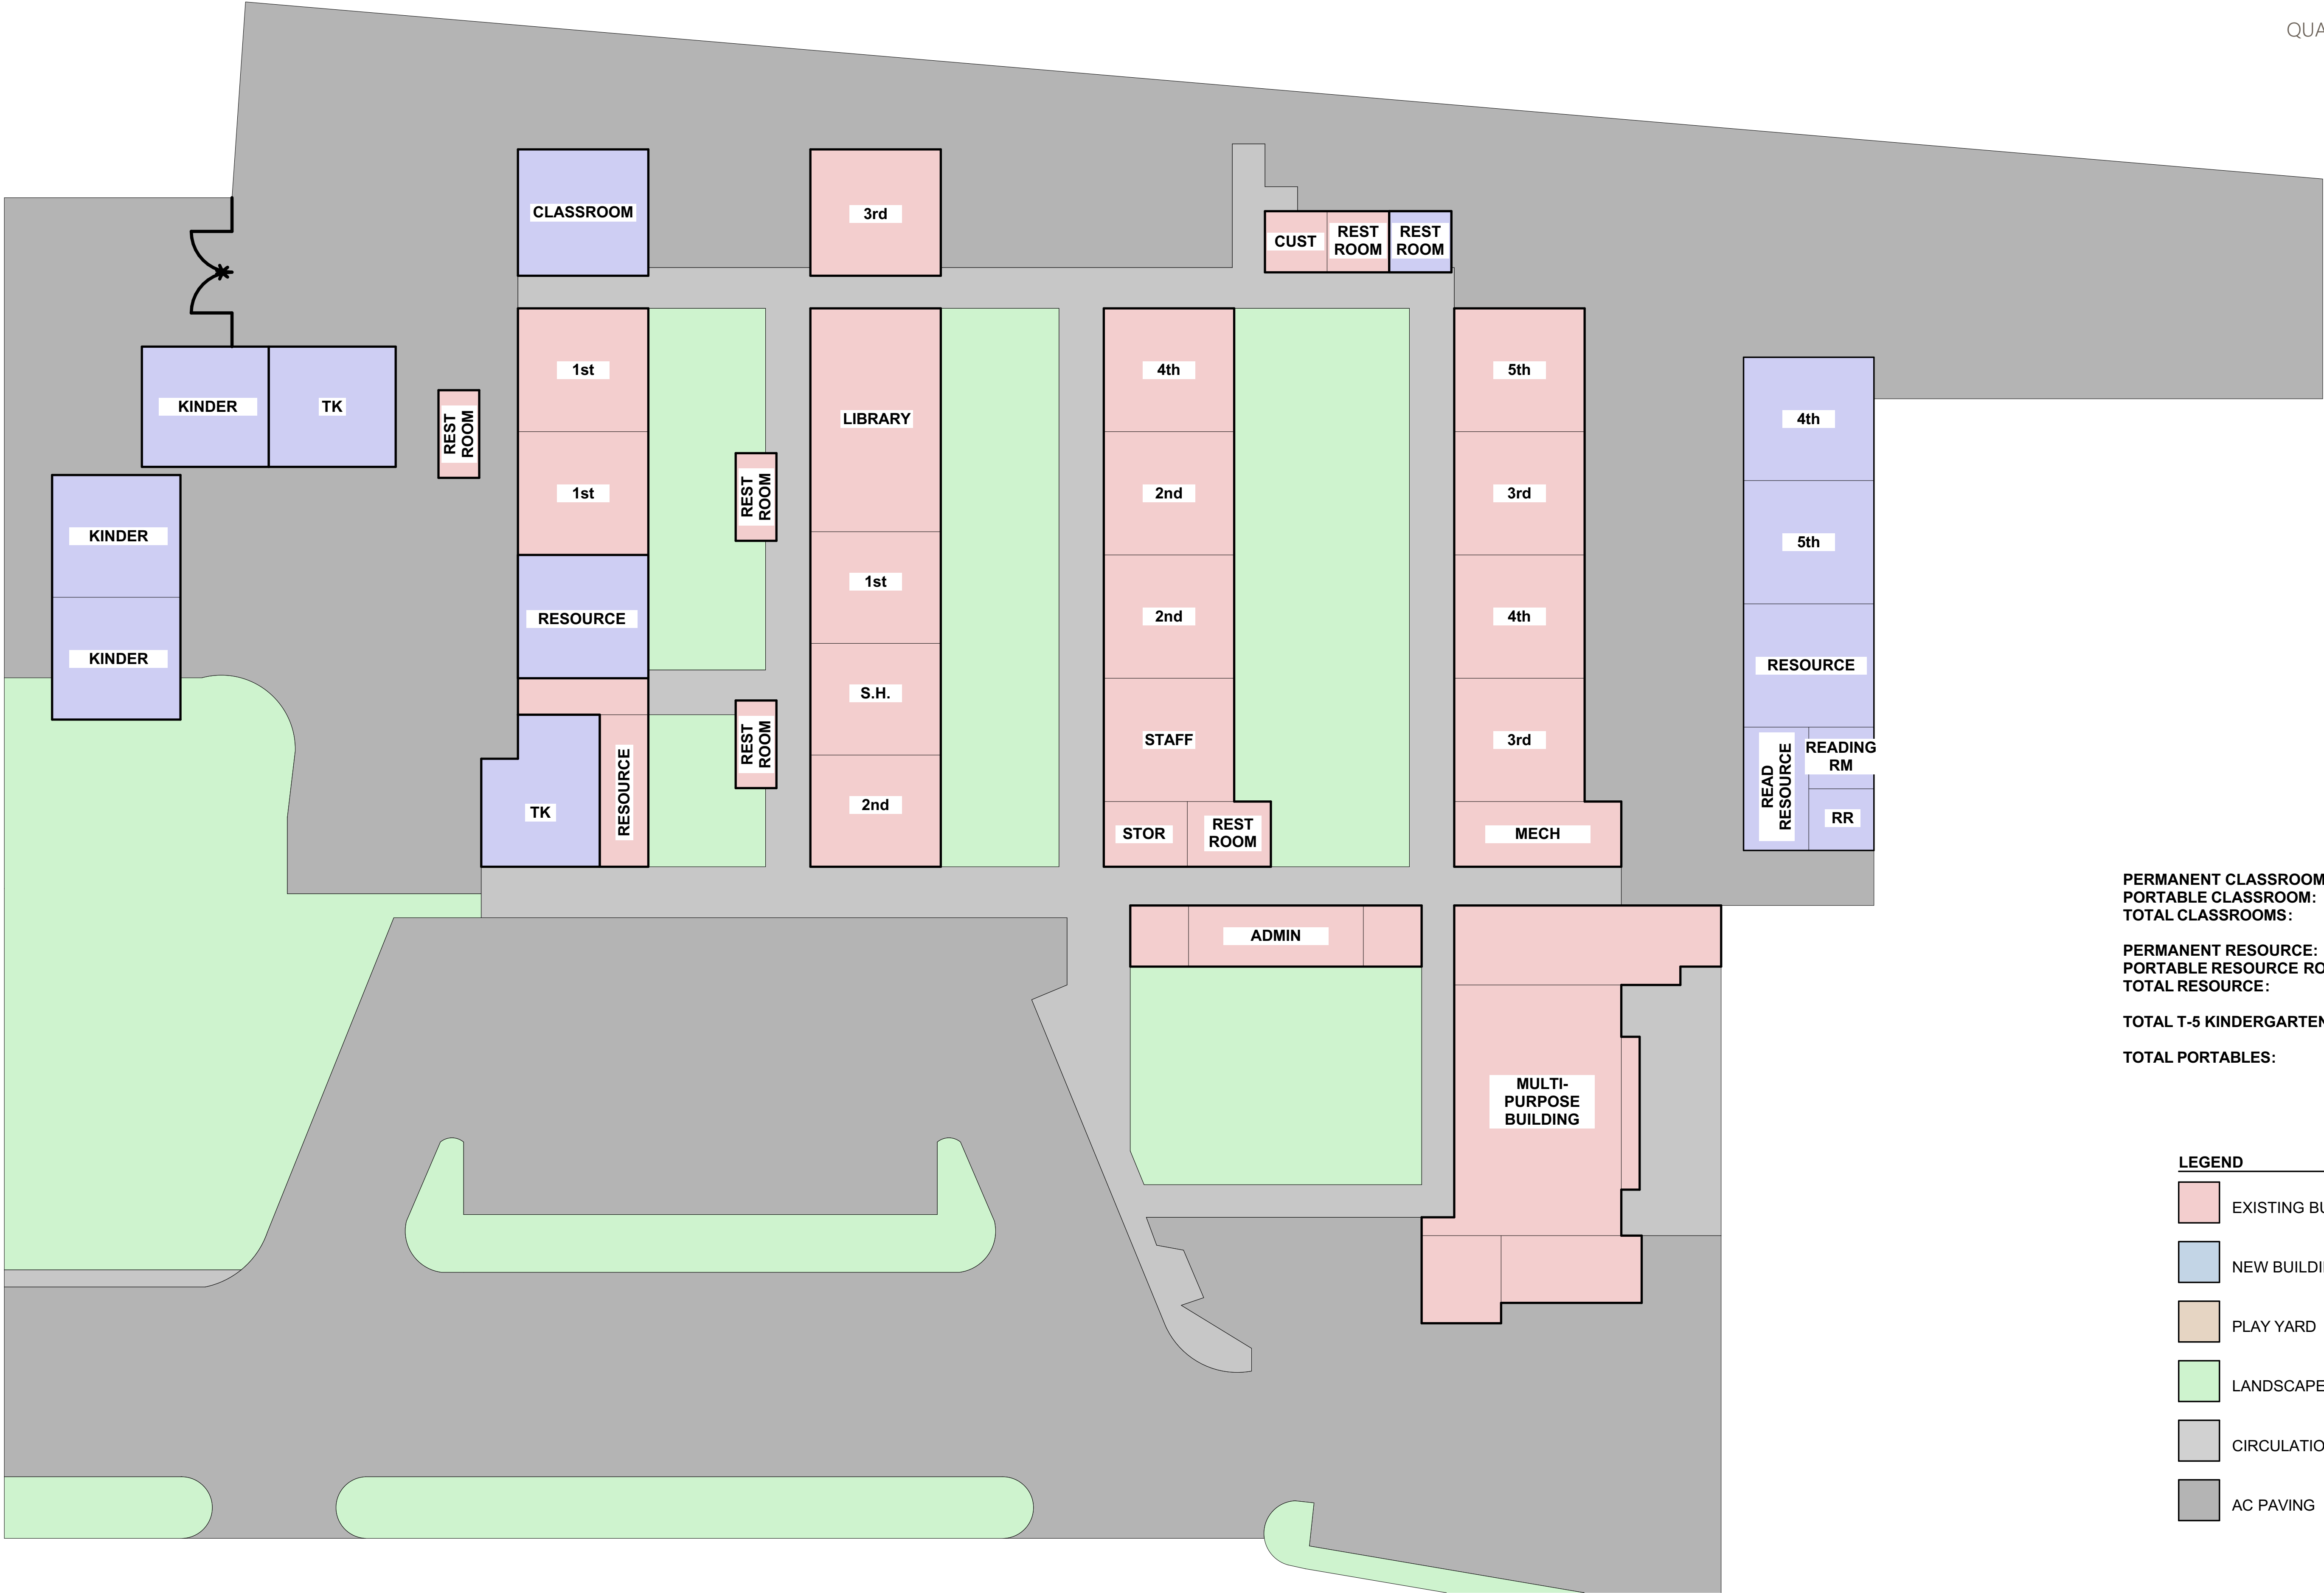 QUA
CLASSROOM
3rd
CUST
REST
ROOM
REST
ROOM
KINDER
TK
REST
ROOM
KINDER
KINDER
1st
1st
RESOURCE
TK
RESOURCE
REST
ROOM
REST
ROOM
LIBRARY
1st
S.H.
2nd
4th
2nd
2nd
STAFF
STOR
REST
ROOM
5th
3rd
4th
3rd
MECH
4th
5th
RESOURCE
READ
RESOURCE
READING
RM
RR
ADMIN
MULTI-
PURPOSE
BUILDING
PERMANENT CLASSROOM
PORTABLE CLASSROOM:
TOTAL CLASSROOMS:
PERMANENT RESOURCE:
PORTABLE RESOURCE RO
TOTAL RESOURCE:
TOTAL T-5 KINDERGARTEN
TOTAL PORTABLES:
LEGEND
EXISTING BU
NEW BUILDI
PLAY YARD
LANDSCAPE
CIRCULATIO
AC PAVING